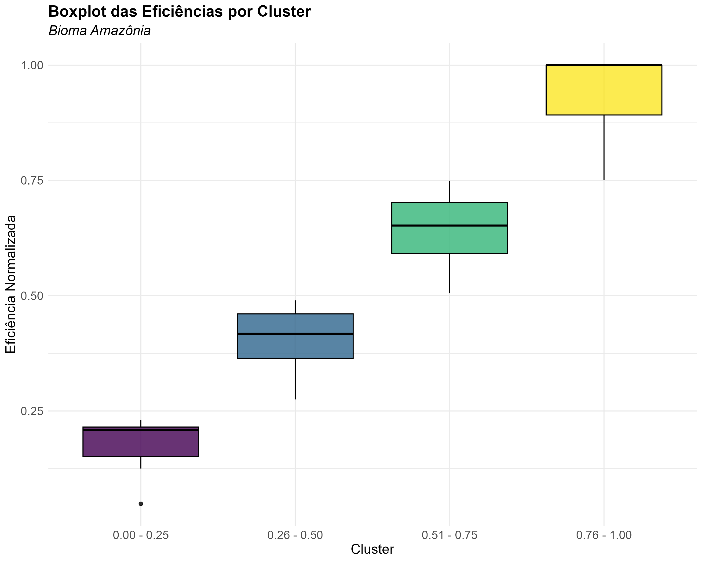 Boxplot das Eficiências por Cluster
Bioma Amazônia
1.00
0.75
0.50
0.25
Eficiência Normalizada
0.00 - 0.25
0.26 - 0.50
0.51 - 0.75
0.76 - 1.00
Cluster